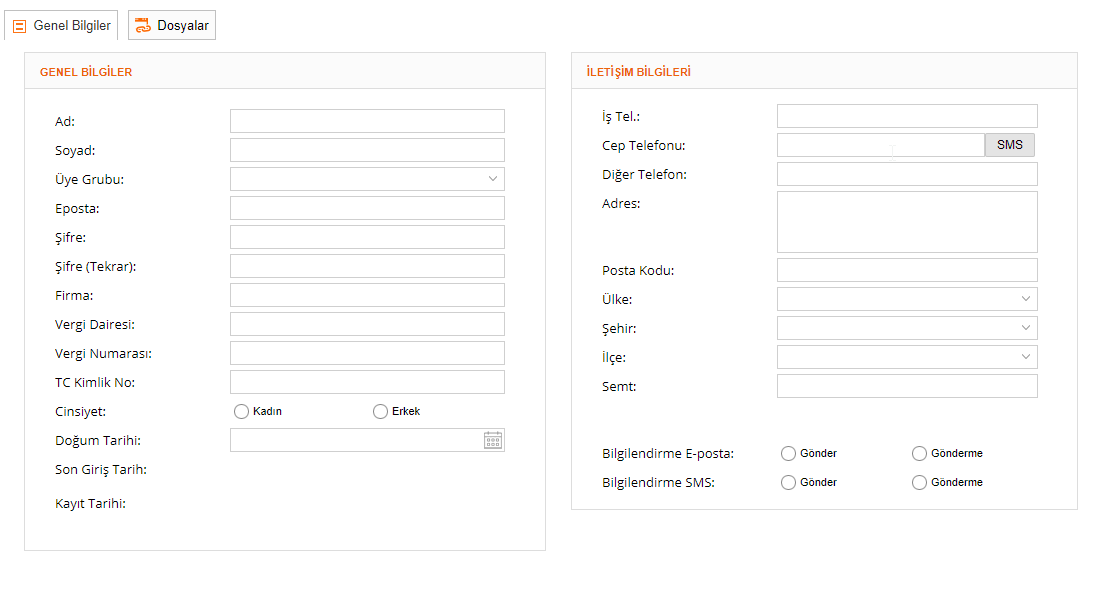 Genel Bilgiler
Dosyalar
GENEL BİLGİLER
Ad:
Soyad:
Üye Grubu:
Eposta:
Şifre:
Şifre (Tekrar):
Firma:
Vergi Dairesi:
Vergi Numarası:
TC Kimlik No:
Cinsiyet: Kadın Erkek
Doğum Tarihi:
Son Giriş Tarih:
Kayıt Tarihi:
İLETİŞİM BİLGİLERİ
İş Tel.:
Cep Telefonu: SMS
Diğer Telefon:
Adres:
Posta Kodu:
Ülke:
Şehir:
İlçe:
Semt:
Bilgilendirme E-posta: Gönder Gönderme
Bilgilendirme SMS: Gönder Gönderme